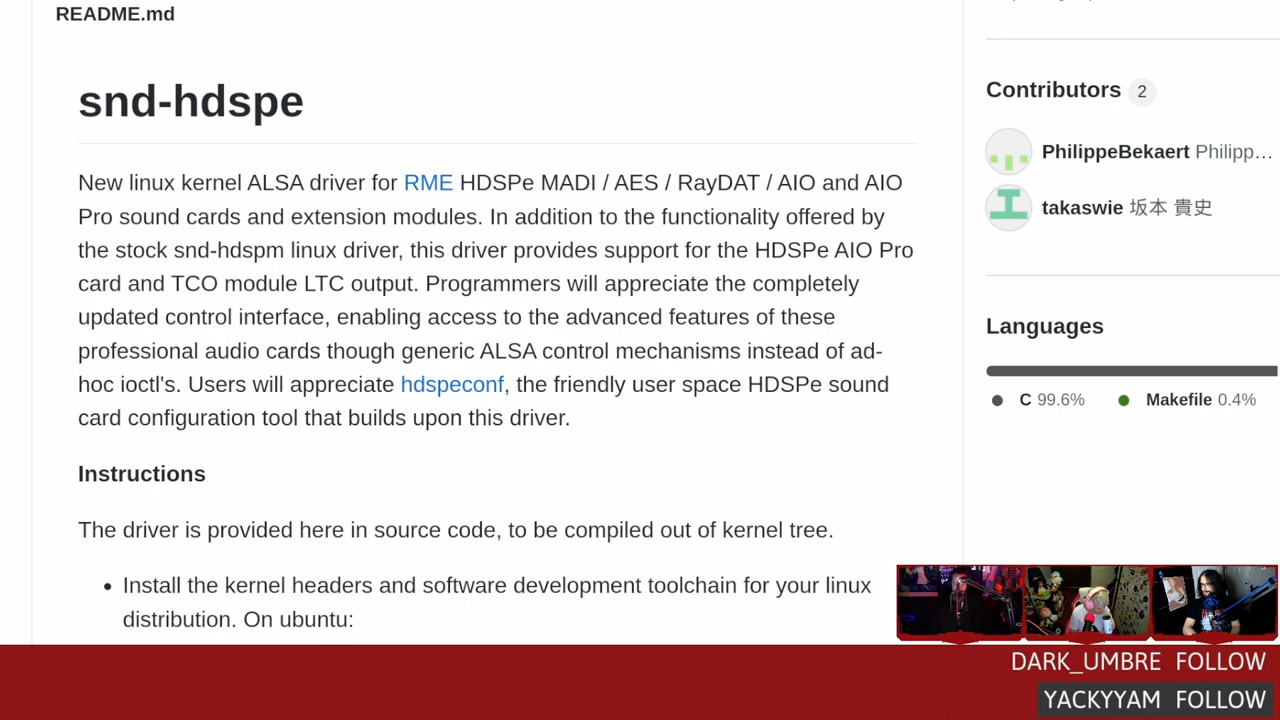 README.md
snd-hdspe
New linux kernel ALSA driver for RME HDSPe MADI / AES / RayDAT / AIO and AIO
Pro sound cards and extension modules. In addition to the functionality offered by
the stock snd-hdspm linux driver, this driver provides support for the HDSPe AIO Pro
card and TCO module LTC output. Programmers will appreciate the completely
updated control interface, enabling access to the advanced features of these
professional audio cards though generic ALSA control mechanisms instead of ad-
hoc ioctl's. Users will appreciate hdspeconf, the friendly user space HDSPe sound
card configuration tool that builds upon this driver.
Instructions
The driver is provided here in source code, to be compiled out of kernel tree.
• Install the kernel headers and software development toolchain for your linux
distribution. On ubuntu:
Contributors 2
PhilippeBekaert Philipp…
takaswie 坂本 貴史
Languages
C 99.6%
Makefile 0.4%
DARK_UMBRE FOLLOW
YACKYYAM FOLLOW